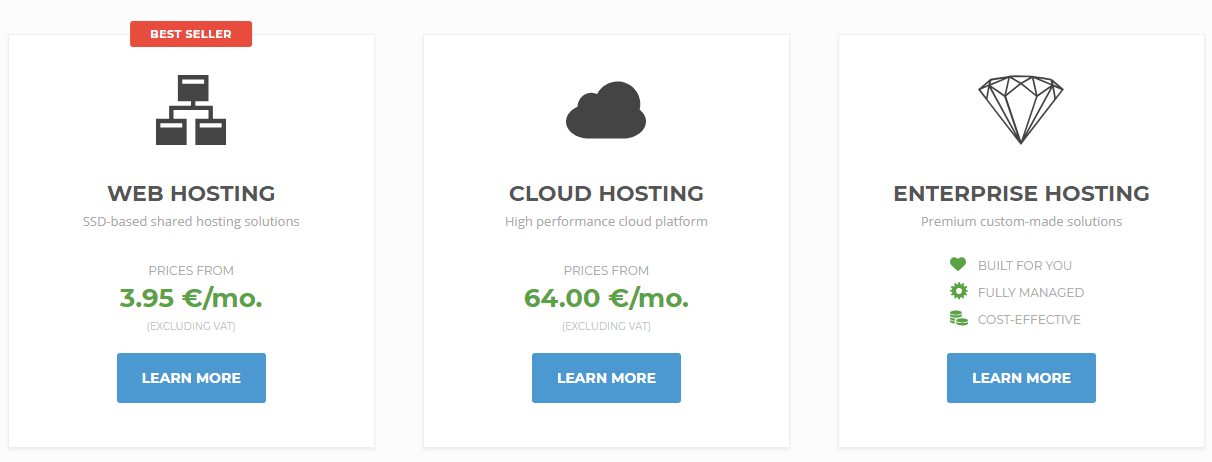 BEST SELLER
WEB HOSTING
SSD-based shared hosting solutions
PRICES FROM
3.95 €/mo.
(EXCLUDING VAT)
LEARN MORE
CLOUD HOSTING
High performance cloud platform
PRICES FROM
64.00 €/mo.
(EXCLUDING VAT)
LEARN MORE
ENTERPRISE HOSTING
Premium custom-made solutions
BUILT FOR YOU
FULLY MANAGED
COST-EFFECTIVE
LEARN MORE